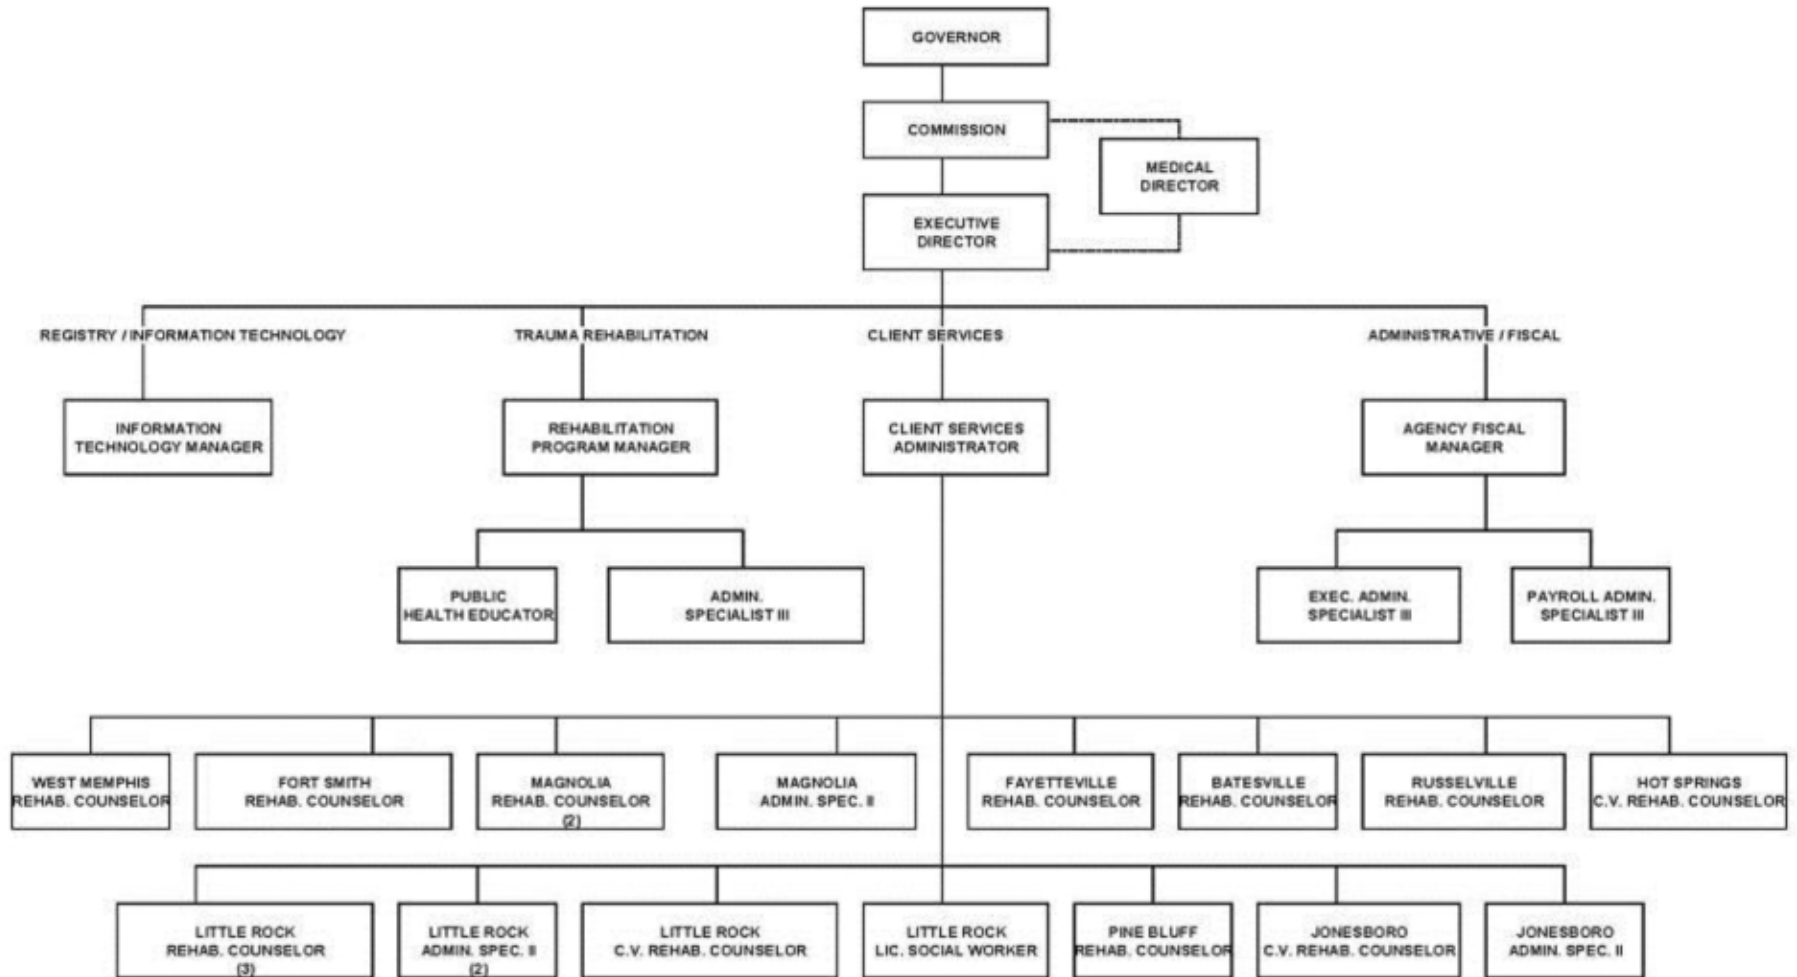 GOVERNOR
COMMISSION
MEDICAL
DIRECTOR
EXECUTIVE
DIRECTOR
REGISTRY / INFORMATION TECHNOLOGY
TRAUMA REHABILITATION
CLIENT SERVICES
ADMINISTRATIVE / FISCAL
INFORMATION
TECHNOLOGY MANAGER
REHABILITATION
PROGRAM MANAGER
CLIENT SERVICES
ADMINISTRATOR
AGENCY FISCAL
MANAGER
PUBLIC
HEALTH EDUCATOR
ADMIN.
SPECIALIST III
EXEC. ADMIN.
SPECIALIST III
PAYROLL ADMIN.
SPECIALIST III
WEST MEMPHIS
REHAB. COUNSELOR
FORT SMITH
REHAB. COUNSELOR
MAGNOLIA
REHAB. COUNSELOR
(2)
MAGNOLIA
ADMIN. SPEC. II
FAYETTEVILLE
REHAB. COUNSELOR
BATESVILLE
REHAB. COUNSELOR
RUSSELVILLE
REHAB. COUNSELOR
HOT SPRINGS
C.V. REHAB. COUNSELOR
LITTLE ROCK
REHAB. COUNSELOR
(3)
LITTLE ROCK
ADMIN. SPEC. II
(2)
LITTLE ROCK
C.V. REHAB. COUNSELOR
LITTLE ROCK
LIC. SOCIAL WORKER
PINE BLUFF
REHAB. COUNSELOR
JONESBORO
C.V. REHAB. COUNSELOR
JONESBORO
ADMIN. SPEC. II